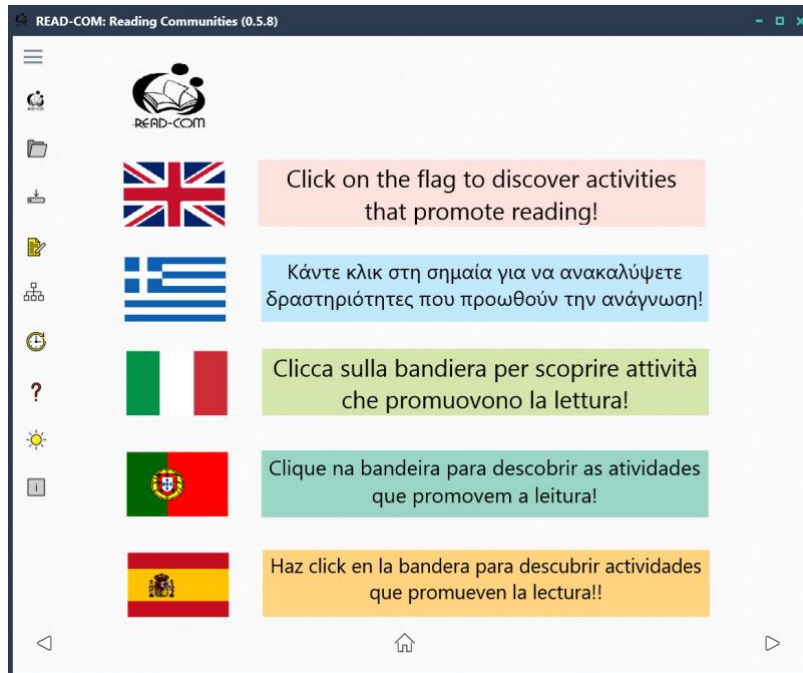 READ-COM: Reading Communities (0.5.8)
READ-COM
Click on the flag to discover activities
that promote reading!
Κάντε κλικ στη σημαία για να ανακαλύψετε
δραστηριότητες που προωθούν την ανάγνωση!
Clicca sulla bandiera per scoprire attività
che promuovono la lettura!
Clique na bandeira para descobrir as atividades
que promovem a leitura!
Haz click en la bandera para descubrir actividades
que promueven la lectura!!